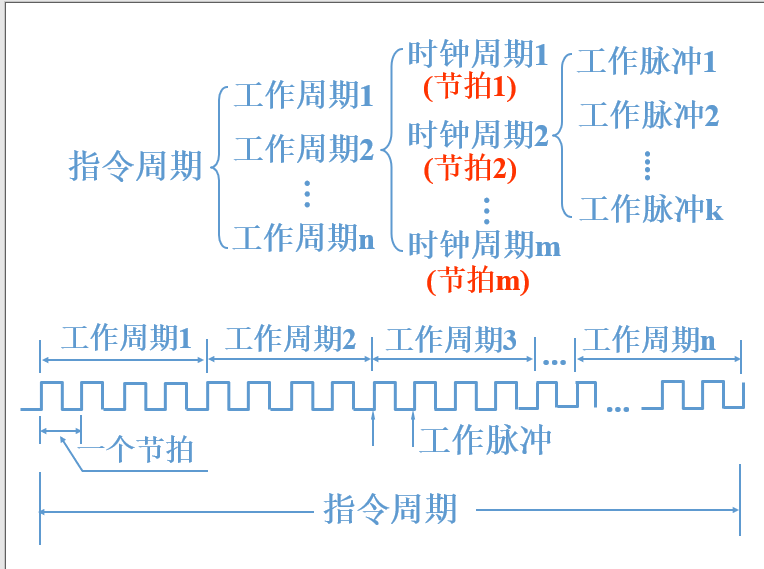 指令周期
工作周期1
工作周期2
⋮
工作周期n
时钟周期1
(节拍1)
时钟周期2
(节拍2)
⋮
时钟周期m
(节拍m)
工作脉冲1
工作脉冲2
⋮
工作脉冲k
工作周期1
工作周期2
工作周期3
...
工作周期n
...
一个节拍
工作脉冲
指令周期